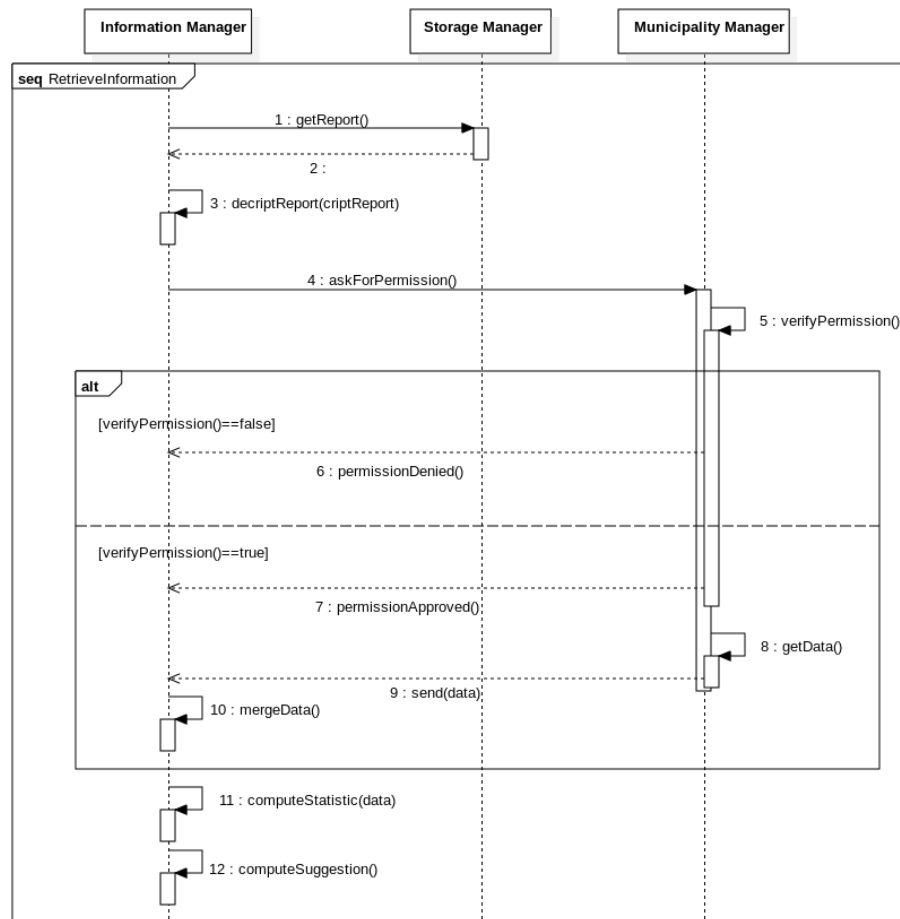 Information Manager
Storage Manager
Municipality Manager
seq RetrieveInformation
1 : getReport()
2 :
3 : decriptReport(criptReport)
4 : askForPermission()
5 : verifyPermission()
alt
[verifyPermission()==false]
6 : permissionDenied()
[verifyPermission()==true]
7 : permissionApproved()
8 : getData()
9 : send(data)
10 : mergeData()
11 : computeStatistic(data)
12 : computeSuggestion()